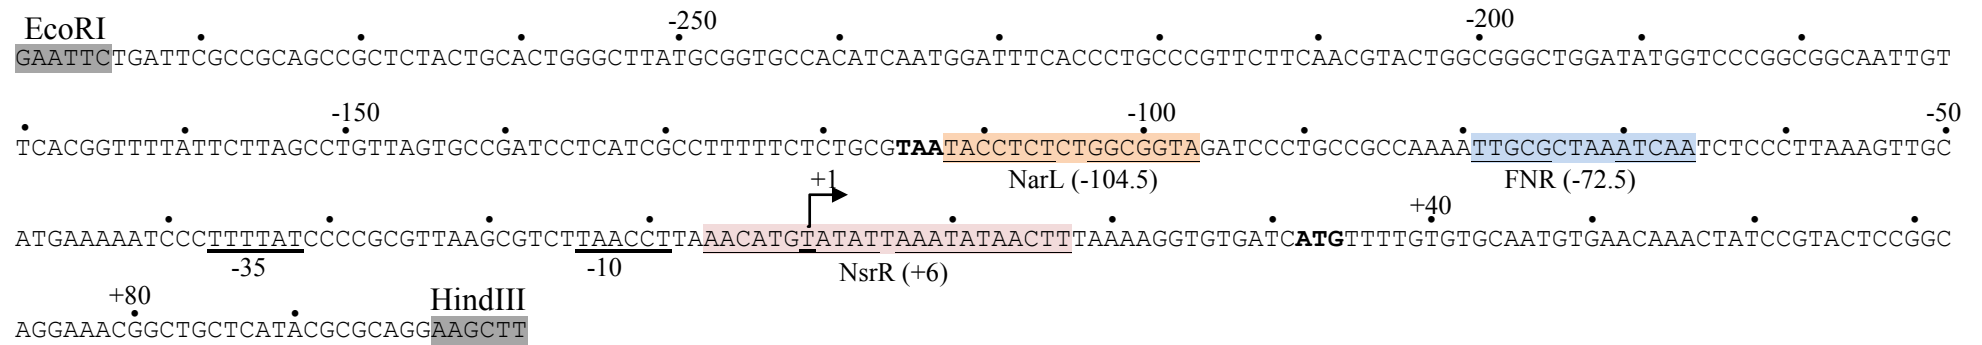 EcoRI -250 -200
GAATTCTGATTCGCCGCAGCCGCTCTACTGCACTGGGCTTATGCGGTGCCACATCAATGGATTTCACCCTGCCCGTTCTTCAACGTACTGGCGGGCTGGATATGGTCCCGGCGGCAATTGT
-150 -100 -50
TCACGGTTTTATTCTTAGCCTGTTAGTGCCGATCCTCATCGCCTTTTTCTCTGCGTAATACCTCTCTGGCGGTAGATCCCTGCCGCCAAAATTGCGCTAAATCAATCTCCCTTAAAGTTGC
NarL (-104.5) FNR (-72.5)
+1 +40
ATGAAAAATCCCTTTTATCCCCGCGTTAAGCGTCTTAACCTTAAACATGTATATTAAATATAACTTTAAAAGGTGTGATCATGTTTTGTGTGCAATGTGAACAAACTATCCGTACTCCGGC
-35 -10 NsrR (+6)
+80 HindIII
AGGAAACGGCTGCTCATACGCGCAGGAAGCTT